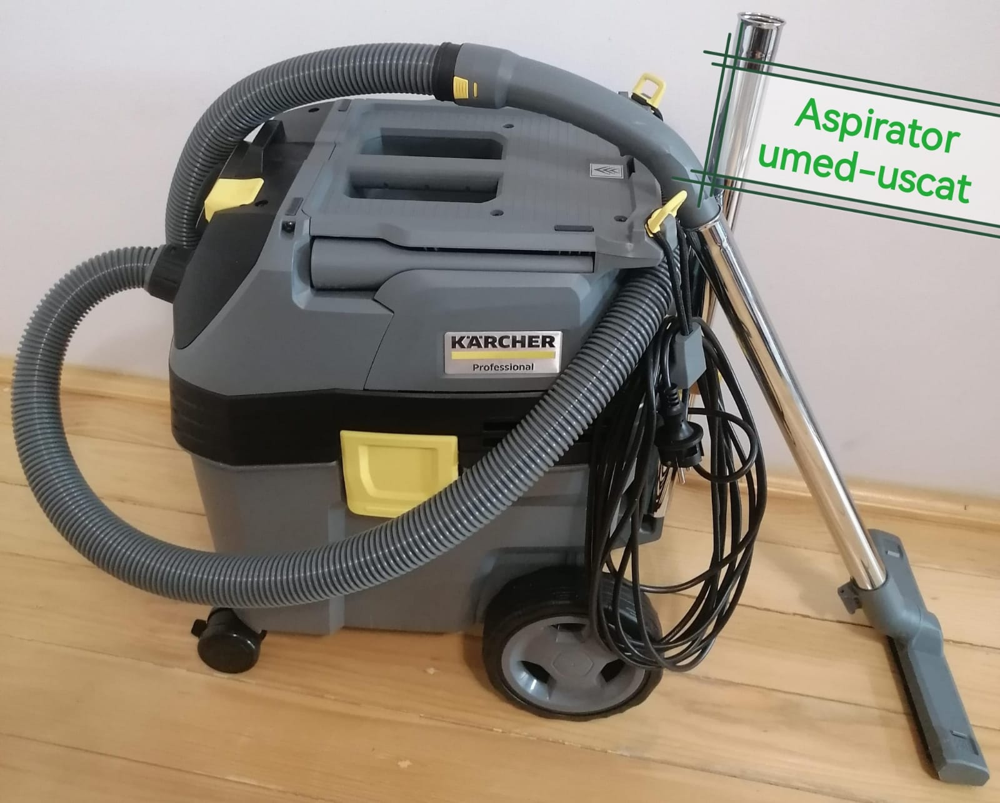 Aspirator
umed-uscat
KÄRCHER
Professional